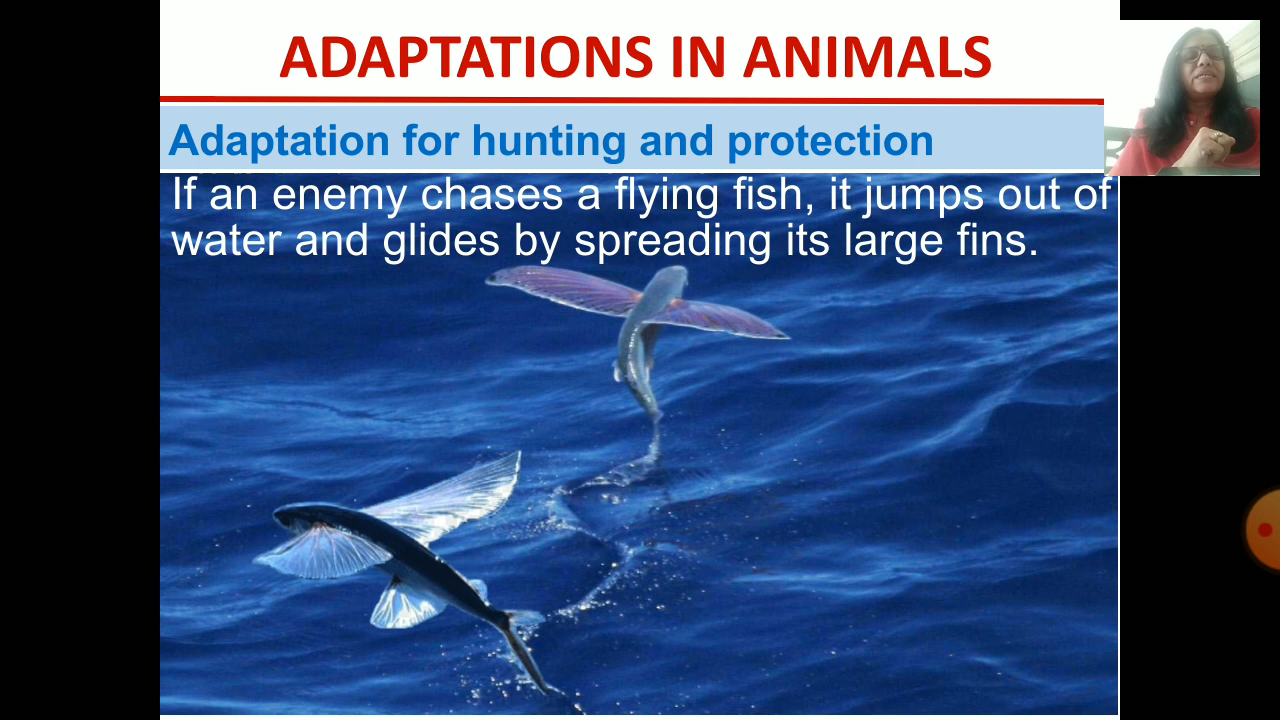 ADAPTATIONS IN ANIMALS
Adaptation for hunting and protection
If an enemy chases a flying fish, it jumps out of
water and glides by spreading its large fins.